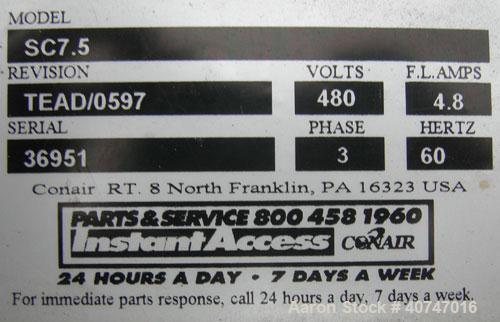 MODEL
SC7.5
REVISION VOLTS F.L.AMPS
TEAD/0597 480 4.8
SERIAL PHASE HERTZ
36951 3 60
Conair RT. 8 North Franklin, PA 16323 USA
PARTS & SERVICE 800 458 1960
Instant Access CONAIR
24 HOURS A DAY • 7 DAYS A WEEK
For immediate parts response, call 24 hours a day, 7 days a week.
Aaron Stock # 40747016